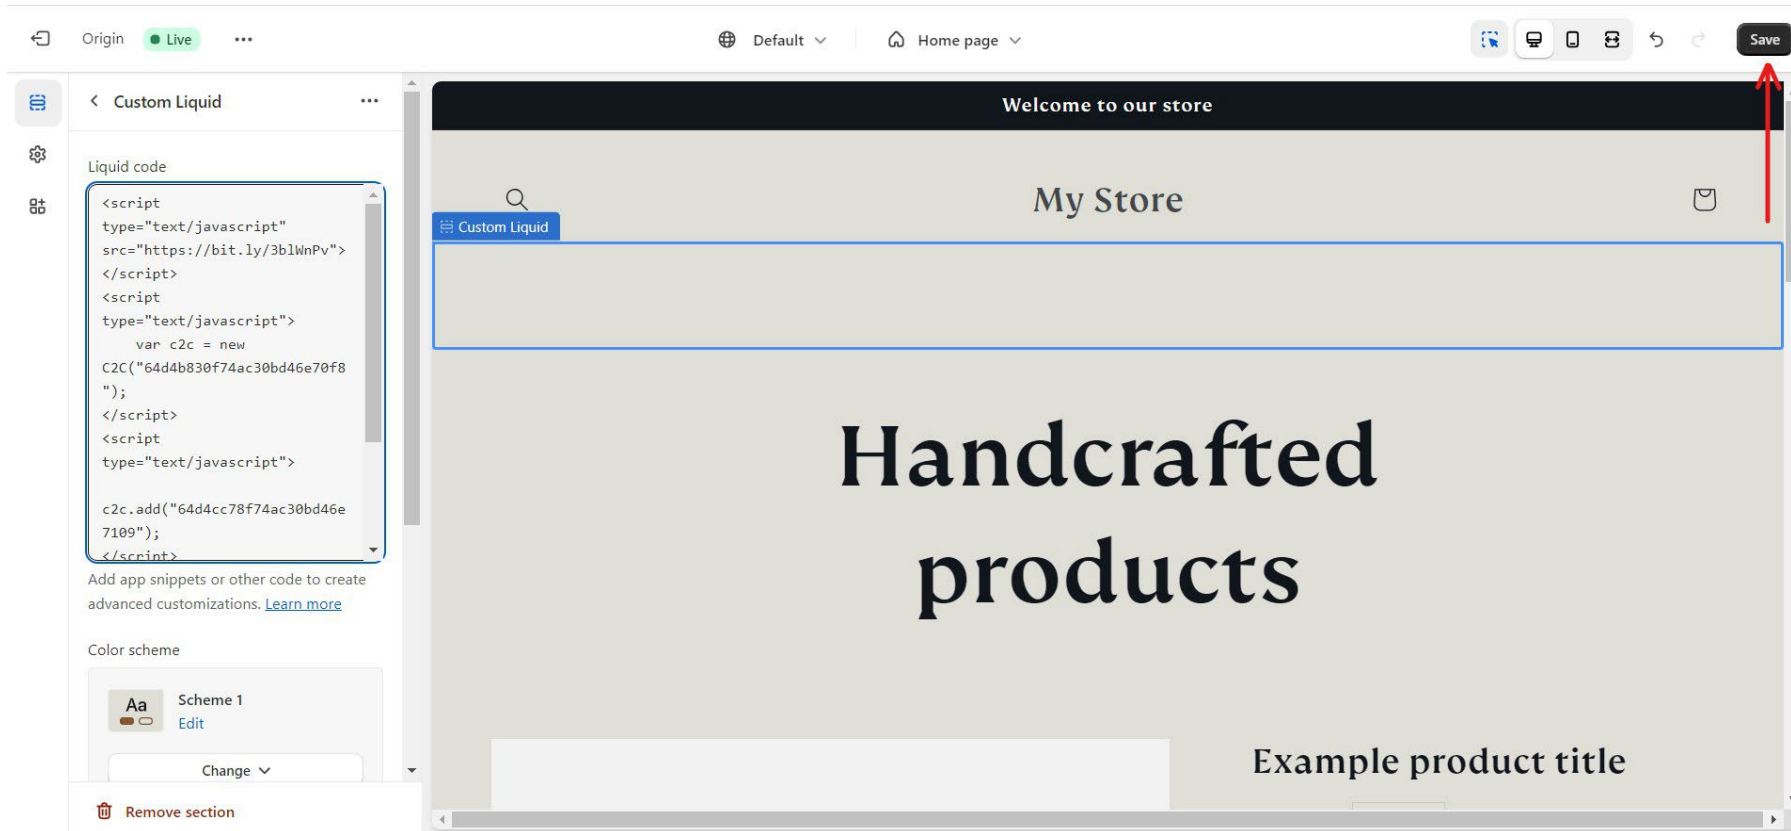 Origin
Live
Default
Home page
Save
Custom Liquid
Liquid code
<script
type="text/javascript"
src="https://bit.ly/3blWnPv">
</script>
<script
type="text/javascript">
    var c2c = new
C2C("64d4b830f74ac30bd46e70f8
");
</script>
<script
type="text/javascript">
c2c.add("64d4cc78f74ac30bd46e
7109");
</script>
Add app snippets or other code to create
advanced customizations. Learn more
Color scheme
Aa
Scheme 1
Edit
Change
Remove section
Welcome to our store
My Store
Custom Liquid
Handcrafted
products
Example product title